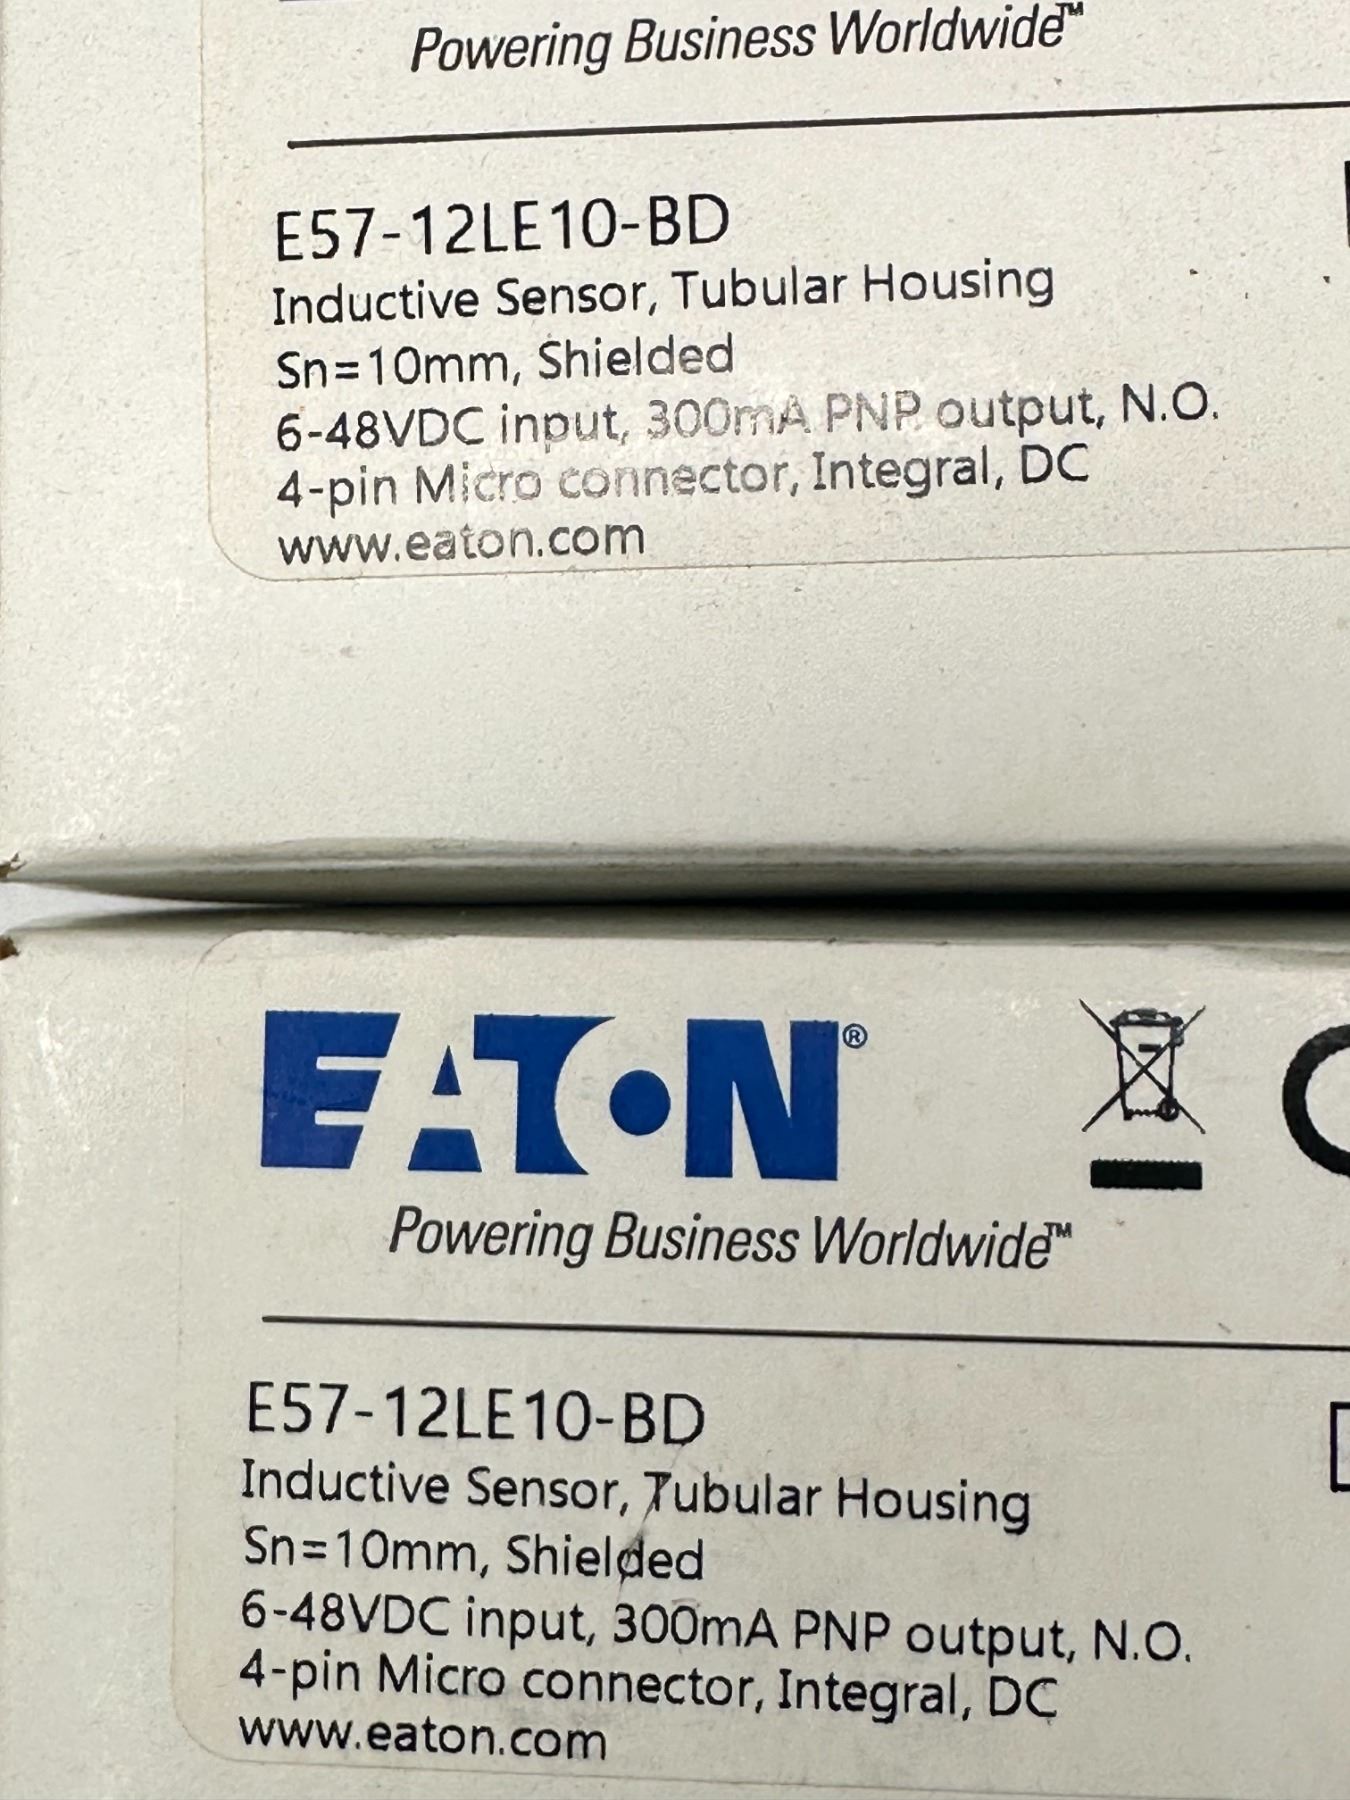 Powering Business Worldwide™
E57-12LE10-BD
Inductive Sensor, Tubular Housing
Sn=10mm, Shielded
6-48VDC input, 300mA PNP output, N.O.
4-pin Micro connector, Integral, DC
www.eaton.com
EATON®
Powering Business Worldwide™
E57-12LE10-BD
Inductive Sensor, Tubular Housing
Sn=10mm, Shielded
6-48VDC input, 300mA PNP output, N.O.
4-pin Micro connector, Integral, DC
www.eaton.com